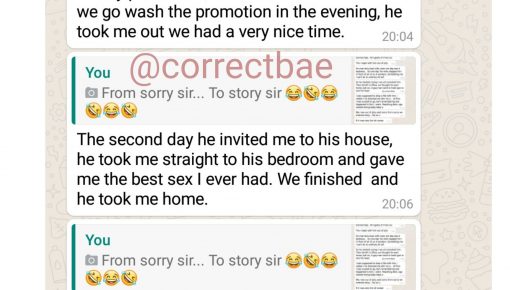 we go wash the promotion in the evening, he
took me out we had a very nice time.
20:04
@correctbae
You
From sorry sir... To story sir 😂🤣😂
🤣😂🤣
The second day he invited me to his house,
he took me straight to his bedroom and gave
me the best sex I ever had. We finished and
he took me home.
20:06
You
From sorry sir... To story sir 😂🤣😂
🤣😂🤣